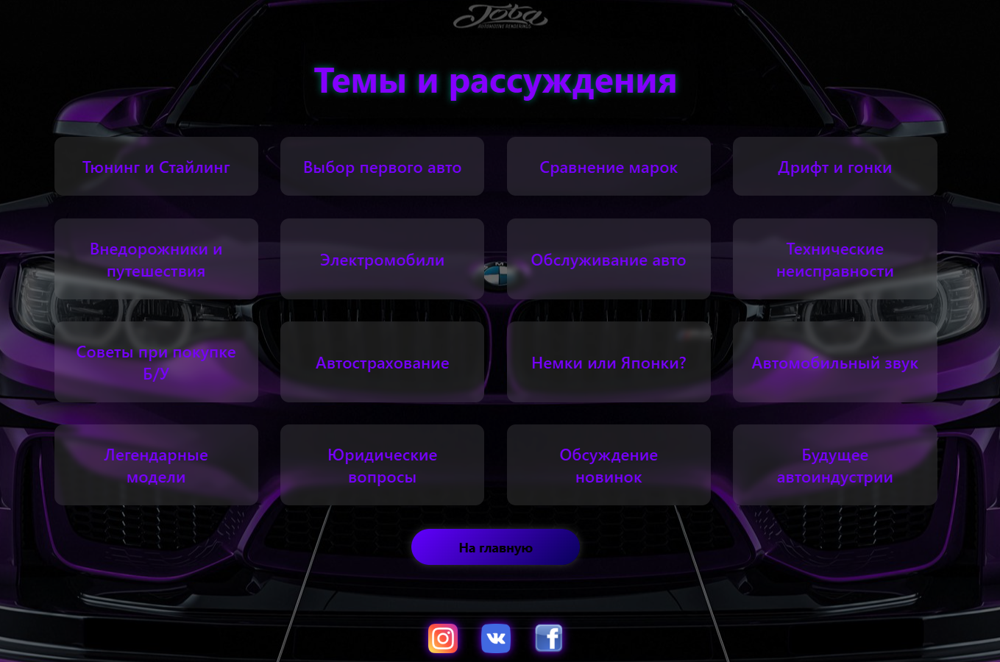 Jota
AUTOMOTIVE RENDERINGS
Темы и рассуждения
Тюнинг и Стайлинг
Выбор первого авто
Сравнение марок
Дрифт и гонки
Внедорожники и
путешествия
Электромобили
Обслуживание авто
Технические
неисправности
Советы при покупке
Б/У
Автострахование
Немки или Японки?
Автомобильный звук
Легендарные
модели
Юридические
вопросы
Обсуждение
новинок
Будущее
автоиндустрии
На главную